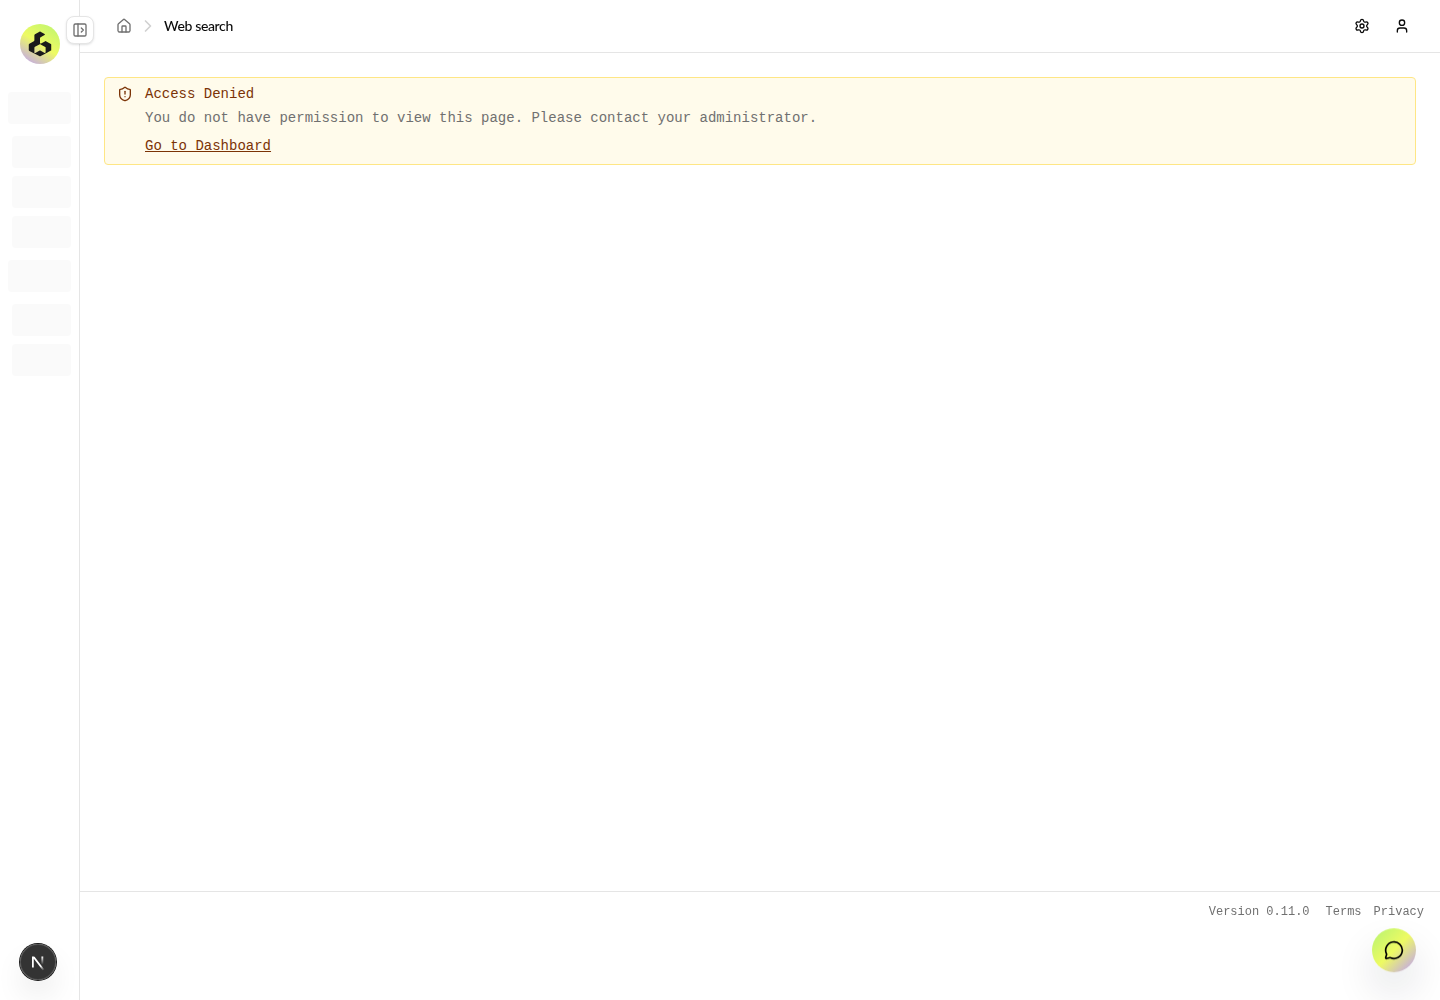 Web search
Access Denied
You do not have permission to view this page. Please contact your administrator.
Go to Dashboard
Version 0.11.0 Terms Privacy
N